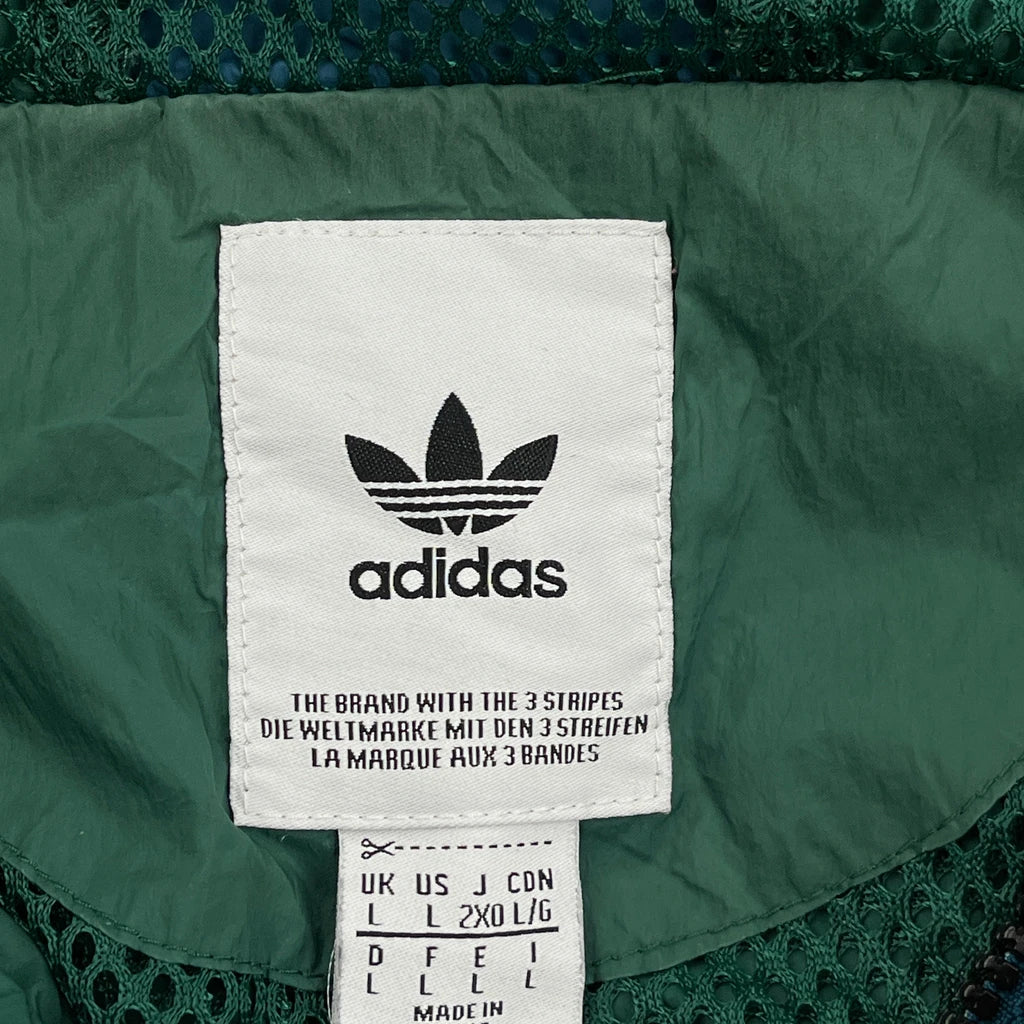 adidas
THE BRAND WITH THE 3 STRIPES
DIE WELTMARKE MIT DEN 3 STREIFEN
LA MARQUE AUX 3 BANDES
UK US J CDN
L L 2XO L/G
D F E I
L L L L
MADE IN